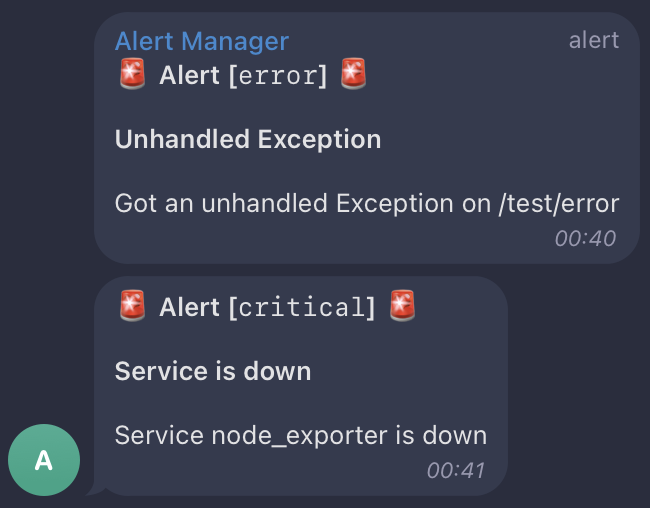 Alert Manager alert
🚨 Alert [error] 🚨
Unhandled Exception
Got an unhandled Exception on /test/error
00:40
🚨 Alert [critical] 🚨
Service is down
Service node_exporter is down
00:41
A